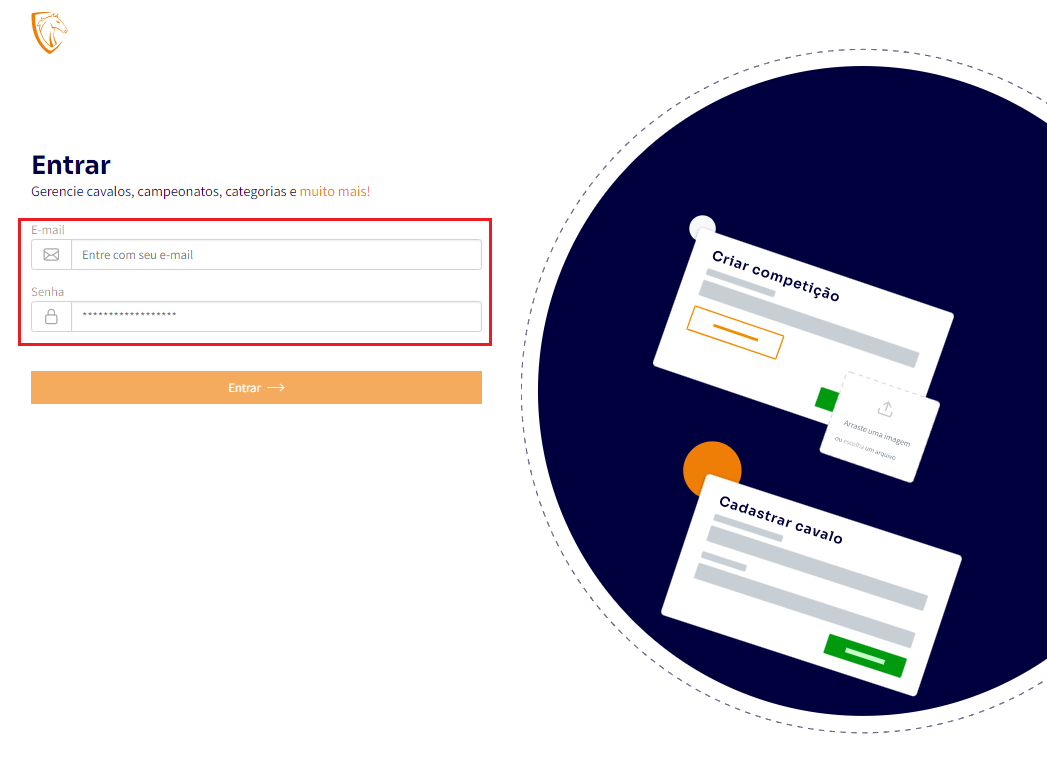 Entrar
Gerencie cavalos, campeonatos, categorias e muito mais!
E-mail
Entre com seu e-mail
Senha
******************
Entrar
Criar competição
Arraste uma imagem
ou escolha um arquivo
Cadastrar cavalo